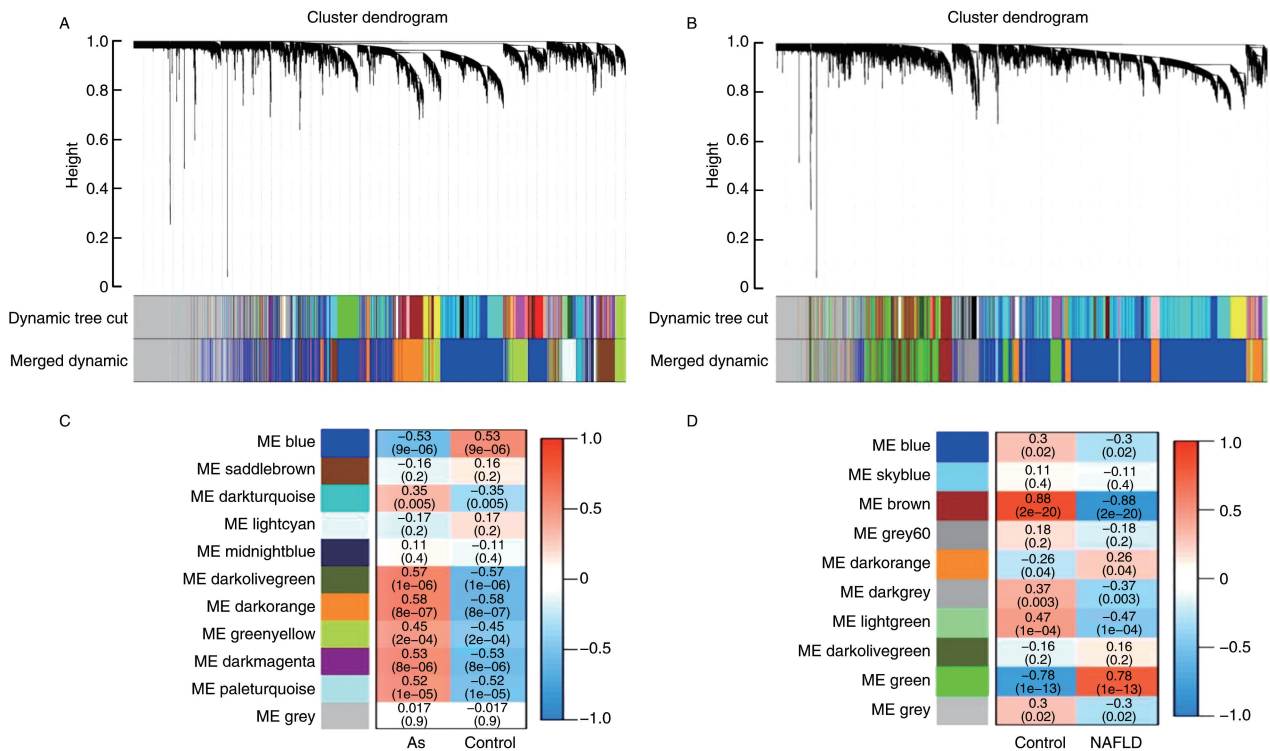 A
Cluster dendrogram
1.0
0.8
0.6
0.4
0.2
0
Height
Dynamic tree cut
Merged dynamic
B
Cluster dendrogram
1.0
0.8
0.6
0.4
0.2
0
Height
Dynamic tree cut
Merged dynamic
C
ME blue −0.53 0.53
(9e−06) (9e−06)
ME saddlebrown −0.16 0.16
(0.2) (0.2)
ME darkturquoise 0.35 −0.35
(0.005) (0.005)
ME lightcyan −0.17 0.17
(0.2) (0.2)
ME midnightblue 0.11 −0.11
(0.4) (0.4)
ME darkolivegreen 0.57 −0.57
(1e−06) (1e−06)
ME darkorange 0.58 −0.58
(8e−07) (8e−07)
ME greenyellow 0.45 −0.45
(2e−04) (2e−04)
ME darkmagenta 0.53 −0.53
(8e−06) (8e−06)
ME paleturquoise 0.52 −0.52
(1e−05) (1e−05)
ME grey 0.017 −0.017
(0.9) (0.9)
As Control
1.0
0.5
0
−0.5
−1.0
D
ME blue 0.3 −0.3
(0.02) (0.02)
ME skyblue 0.11 −0.11
(0.4) (0.4)
ME brown 0.88 −0.88
(2e−20) (2e−20)
ME grey60 0.18 −0.18
(0.2) (0.2)
ME darkorange −0.26 0.26
(0.04) (0.04)
ME darkgrey 0.37 −0.37
(0.003) (0.003)
ME lightgreen 0.47 −0.47
(1e−04) (1e−04)
ME darkolivegreen −0.16 0.16
(0.2) (0.2)
ME green −0.78 0.78
(1e−13) (1e−13)
ME grey 0.3 −0.3
(0.02) (0.02)
Control NAFLD
1.0
0.5
0
−0.5
−1.0